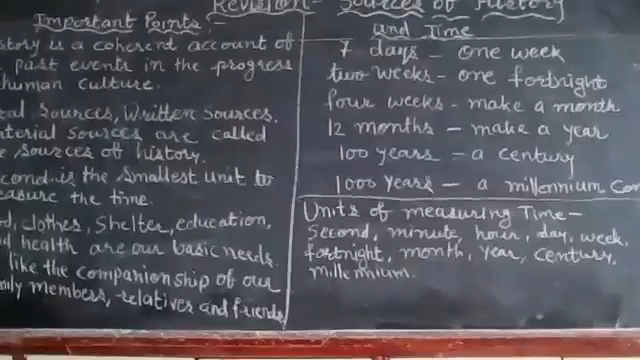 Revision - Sources of History
and Time
Important Points:-
story is a coherent account of
past events in the progress
human culture.
ral sources, Written sources,
aterial sources are called
e sources of history.
cond is the smallest unit to
easure the time.
d, clothes, shelter, education,
d health are our basic needs.
like the companionship of our
mily members, relatives and friends
7 days - one week
two weeks - one fortnight
four weeks - make a month
12 months - make a year
100 years - a century
1000 years - a millennium
Units of measuring Time -
Second, minute, hour, day, week,
fortnight, month, year, century,
millennium.